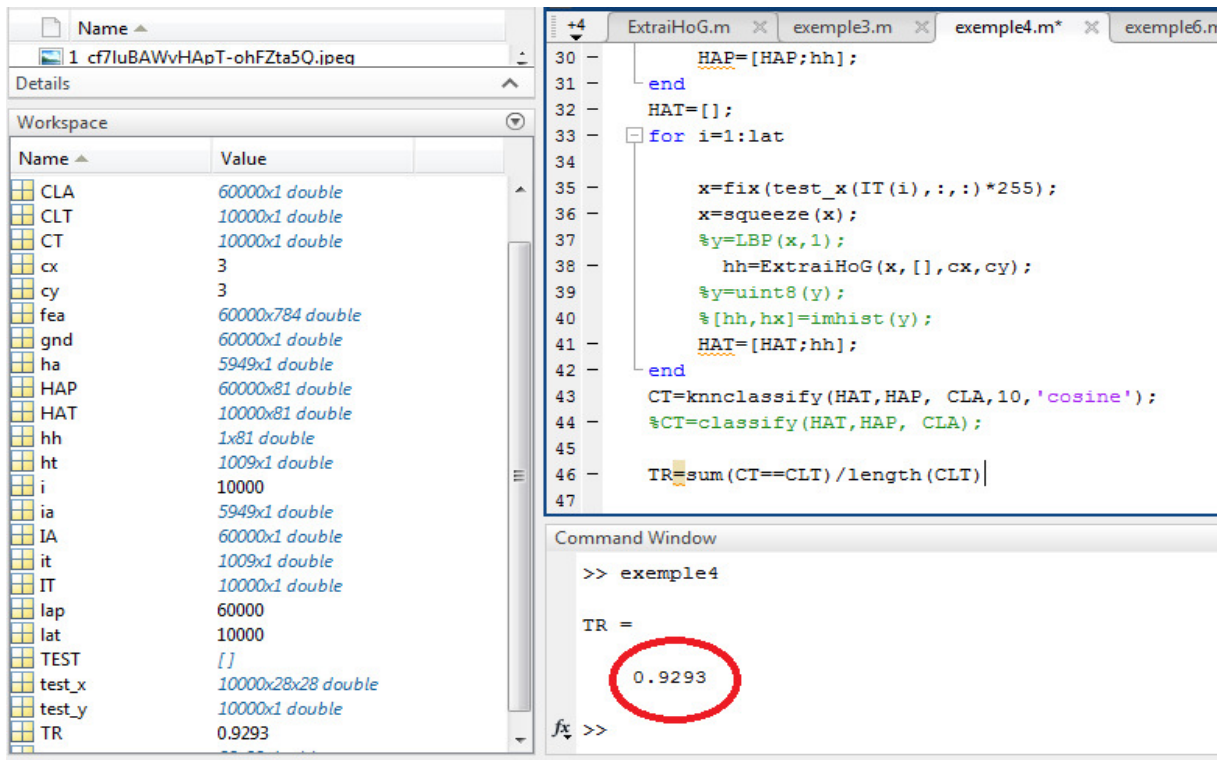 Name
1_cf7IuBAWvHApT-ohFZta5Q.jpeg
Details
Workspace
Name Value
CLA 60000x1 double
CLT 10000x1 double
CT 10000x1 double
cx 3
cy 3
fea 60000x784 double
gnd 60000x1 double
ha 5949x1 double
HAP 60000x81 double
HAT 10000x81 double
hh 1x81 double
ht 1009x1 double
i 10000
ia 5949x1 double
IA 60000x1 double
it 1009x1 double
IT 10000x1 double
lap 60000
lat 10000
TEST []
test_x 10000x28x28 double
test_y 10000x1 double
TR 0.9293
+4 ExtraiHoG.m exemple3.m exemple4.m* exemple6.m
30 - HAP=[HAP;hh];
31 - end
32 - HAT=[];
33 - for i=1:lat
34
35 - x=fix(test_x(IT(i),:,:)*255);
36 - x=squeeze(x);
37 %y=LBP(x,1);
38 - hh=ExtraiHoG(x,[],cx,cy);
39 %y=uint8(y);
40 %[hh,hx]=imhist(y);
41 - HAT=[HAT;hh];
42 - end
43 CT=knnclassify(HAT,HAP, CLA,10,'cosine');
44 - %CT=classify(HAT,HAP, CLA);
45
46 - TR=sum(CT==CLT)/length(CLT)
47
Command Window
>> exemple4
TR =
0.9293
fx >>